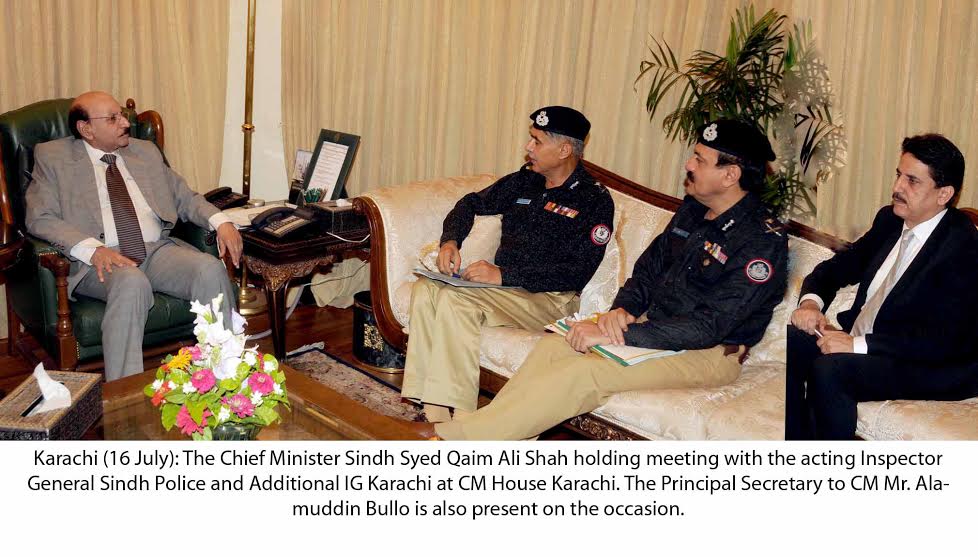 Karachi (16 July): The Chief Minister Sindh Syed Qaim Ali Shah holding meeting with the acting Inspector
General Sindh Police and Additional IG Karachi at CM House Karachi. The Principal Secretary to CM Mr. Ala-
muddin Bullo is also present on the occasion.